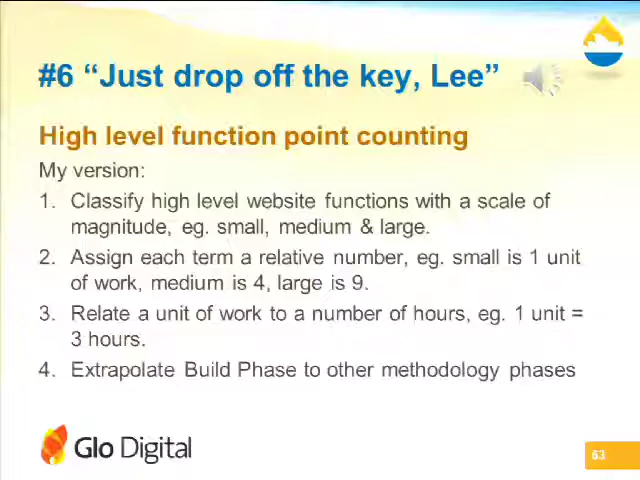 #6 “Just drop off the key, Lee”
High level function point counting
My version:
1. Classify high level website functions with a scale of
magnitude, eg. small, medium & large.
2. Assign each term a relative number, eg. small is 1 unit
of work, medium is 4, large is 9.
3. Relate a unit of work to a number of hours, eg. 1 unit =
3 hours.
4. Extrapolate Build Phase to other methodology phases
Glo Digital
63